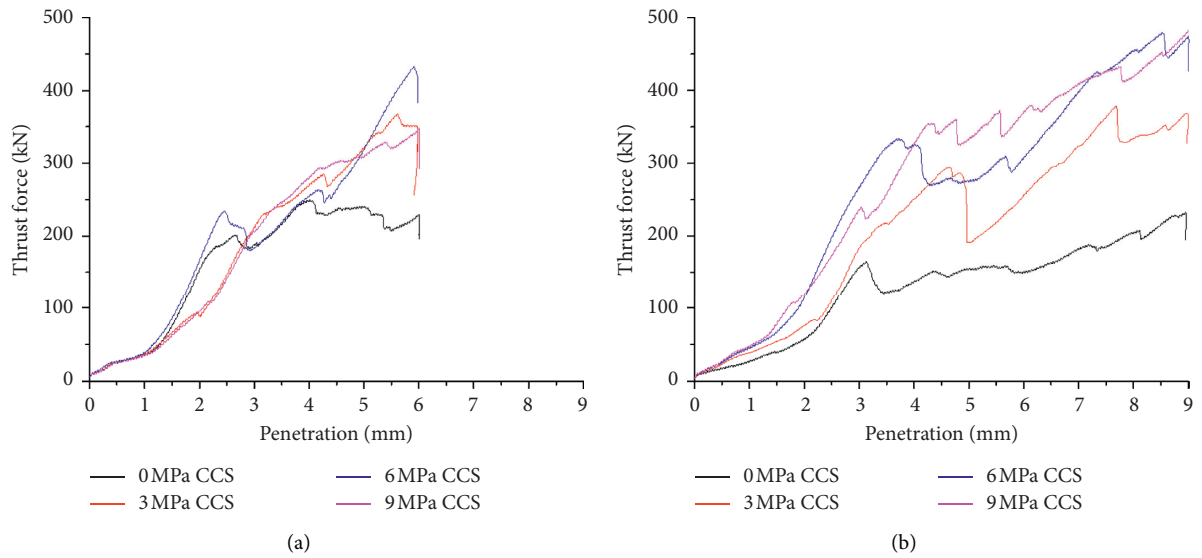 500
400
300
200
100
0
Thrust force (kN)
0 1 2 3 4 5 6 7 8 9
Penetration (mm)
0 MPa CCS
3 MPa CCS
6 MPa CCS
9 MPa CCS
(a)
500
400
300
200
100
0
Thrust force (kN)
0 1 2 3 4 5 6 7 8 9
Penetration (mm)
0 MPa CCS
3 MPa CCS
6 MPa CCS
9 MPa CCS
(b)